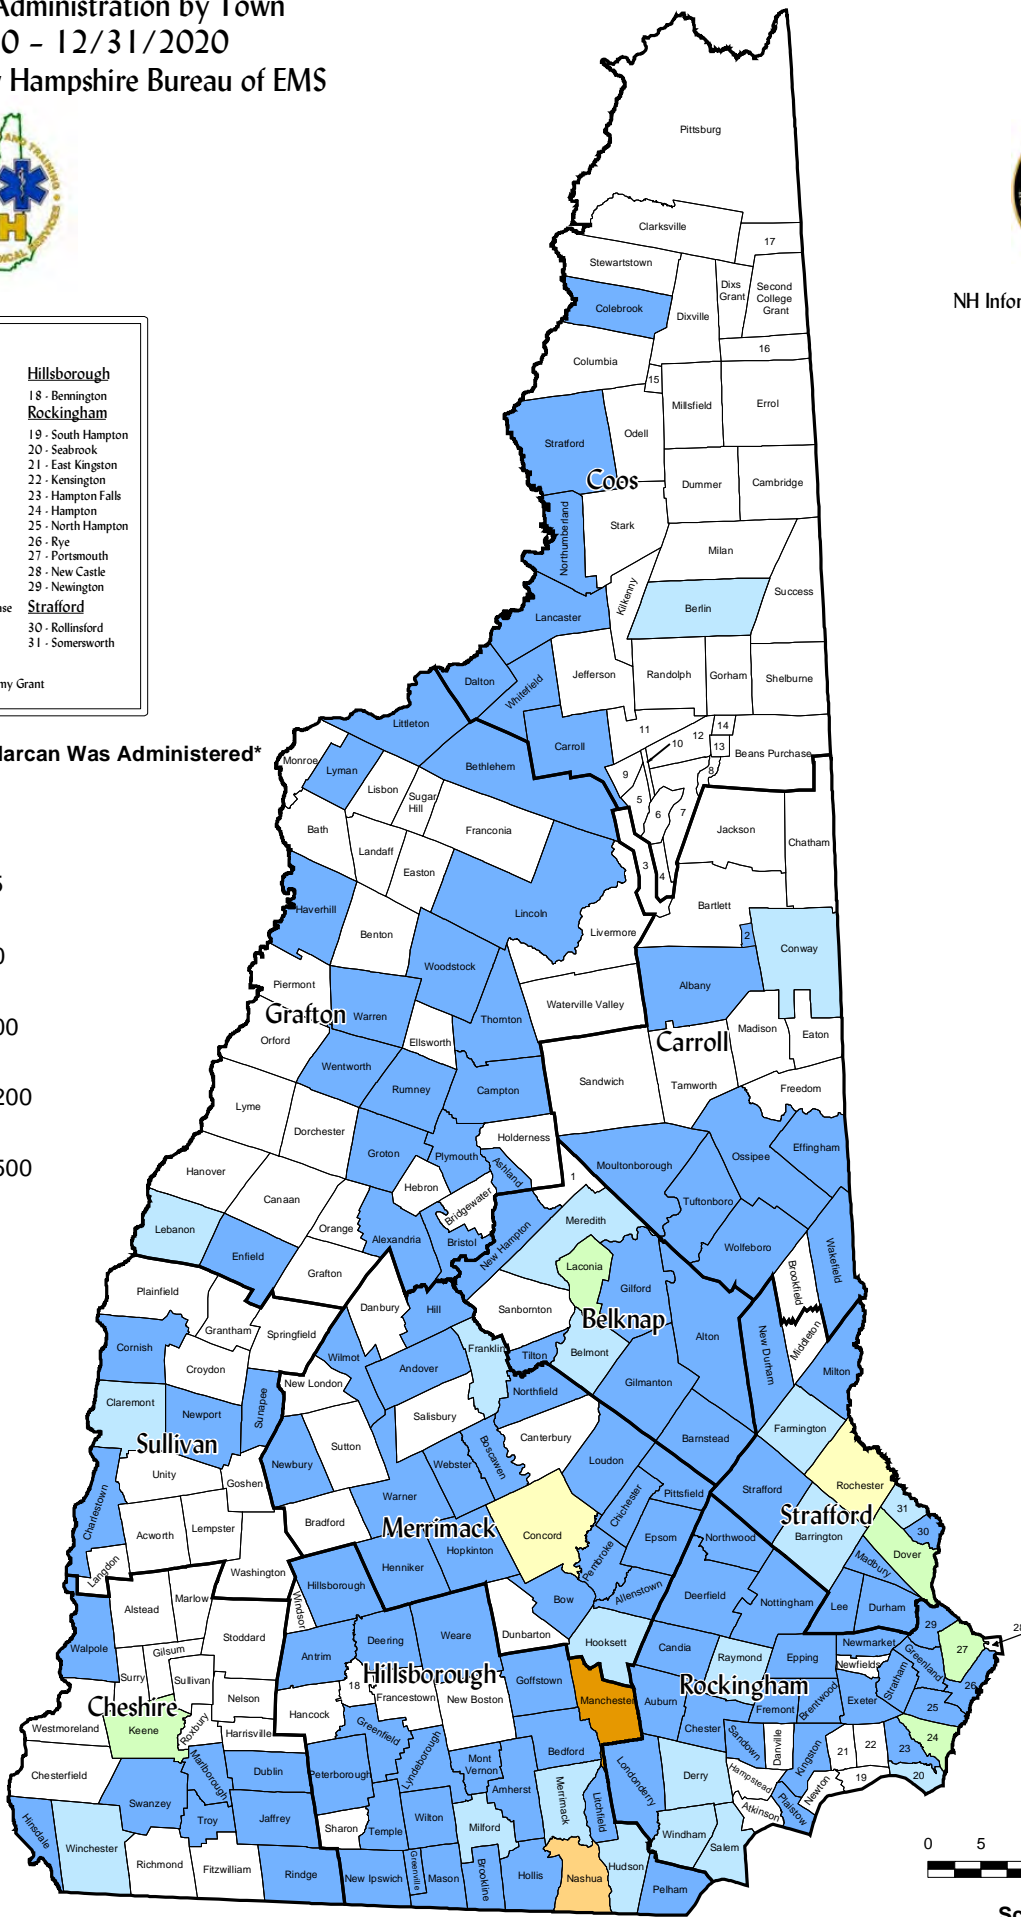 Administration by Town
0 - 12/31/2020
Hampshire Bureau of EMS
AND TRAINING
NH Infor
Hillsborough
18 - Bennington
Rockingham
19 - South Hampton
20 - Seabrook
21 - East Kingston
22 - Kensington
23 - Hampton Falls
24 - Hampton
25 - North Hampton
26 - Rye
27 - Portsmouth
28 - New Castle
29 - Newington
Strafford
30 - Rollinsford
31 - Somersworth
my Grant
Narcan Was Administered*
00
200
500
Pittsburg
Clarksville
17
Stewartstown
Dixs
Grant
Second
College
Grant
Colebrook
Dixville
16
Columbia
15
Millsfield
Errol
Odell
Stratford
Coos
Dummer
Cambridge
Northumberland
Stark
Milan
Kilkenny
Success
Berlin
Lancaster
Jefferson
Randolph
Gorham
Shelburne
Dalton
Whitefield
Littleton
11
12
14
Carroll
10
13
Beans Purchase
Monroe
Lyman
Bethlehem
9
8
Lisbon
Sugar
Hill
5
6
7
Bath
Franconia
Jackson
Chatham
Landaff
Easton
3
4
Haverhill
Lincoln
Bartlett
Benton
Livermore
2
Conway
Woodstock
Piermont
Albany
Waterville Valley
Grafton
Warren
Thornton
Orford
Ellsworth
Carroll
Madison
Eaton
Wentworth
Sandwich
Tamworth
Freedom
Rumney
Campton
Lyme
Dorchester
Holderness
Effingham
Groton
Plymouth
Ashland
Moultonborough
Ossipee
Hanover
Hebron
1
Canaan
Bridgewater
Tuftonboro
Lebanon
Orange
Alexandria
Bristol
New Hampton
Meredith
Wolfeboro
Wakefield
Enfield
Grafton
Laconia
Gilford
Brookfield
Plainfield
Danbury
Hill
Sanbornton
Belknap
Grantham
Springfield
Alton
New Durham
Middleton
Cornish
Wilmot
Franklin
Tilton
Belmont
Croydon
Andover
Milton
New London
Northfield
Gilmanton
Claremont
Newport
Sunapee
Salisbury
Farmington
Sullivan
Sutton
Canterbury
Barnstead
Newbury
Webster
Boscawen
Loudon
Unity
Goshen
Rochester
Charlestown
Warner
Chichester
Pittsfield
Strafford
31
Acworth
Lempster
Bradford
Merrimack
Concord
Strafford
30
Epsom
Northwood
Barrington
Hopkinton
Pembroke
Dover
Langdon
Washington
Henniker
Madbury
Hillsborough
Allenstown
Deerfield
Alstead
Marlow
Windsor
Bow
Nottingham
Lee
Durham
Stoddard
Deering
Weare
Dunbarton
29
28
Walpole
Hooksett
Candia
Newmarket
27
Gilsum
Antrim
Raymond
Epping
Newfields
Greenland
Surry
Sullivan
Hillsborough
Goffstown
Rockingham
Stratham
26
18
Nelson
Francestown
New Boston
Manchester
Auburn
Brentwood
Exeter
Cheshire
Hancock
Fremont
25
Westmoreland
Keene
Roxbury
Harrisville
Greenfield
Chester
Sandown
Danville
24
Lyndeborough
Bedford
Kingston
21
22
23
Chesterfield
Marlborough
Dublin
Peterborough
Mont
Vernon
Londonderry
Derry
Hampstead
19
20
Amherst
Merrimack
Litchfield
Newton
Swanzey
Troy
Jaffrey
Wilton
Plaistow
Hinsdale
Sharon
Temple
Milford
Atkinson
Windham
Winchester
Salem
Richmond
Fitzwilliam
Rindge
New Ipswich
Greenville
Mason
Brookline
Hollis
Nashua
Hudson
Pelham
0
5